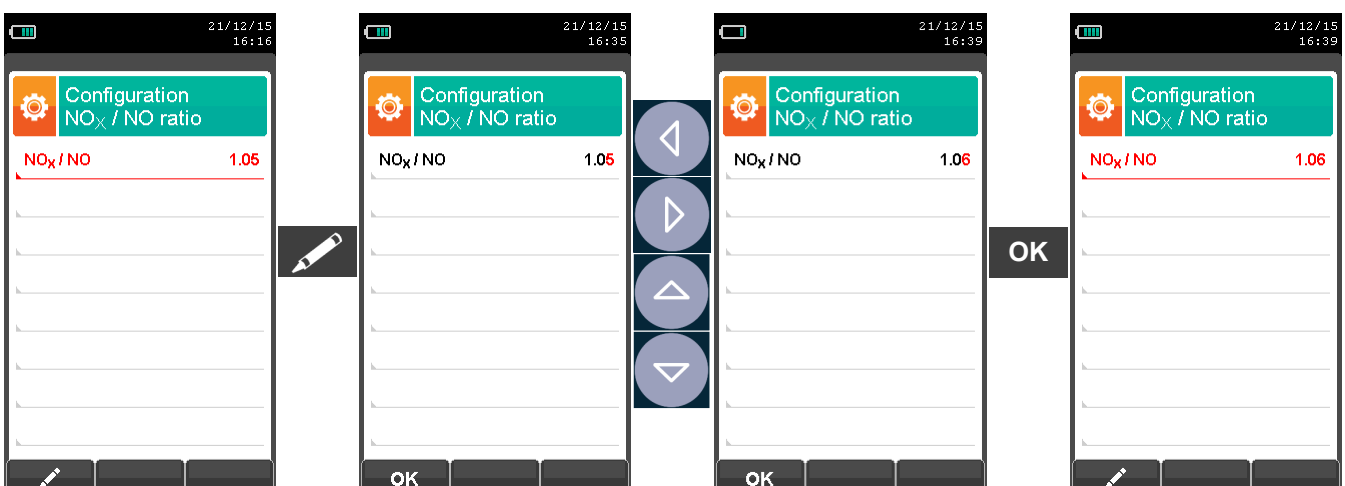 21/12/15
16:16
Configuration
NOX / NO ratio
NOX / NO 1.05
21/12/15
16:35
Configuration
NOX / NO ratio
NOX / NO 1.05
OK
21/12/15
16:39
Configuration
NOX / NO ratio
NOX / NO 1.06
OK
OK
21/12/15
16:39
Configuration
NOX / NO ratio
NOX / NO 1.06